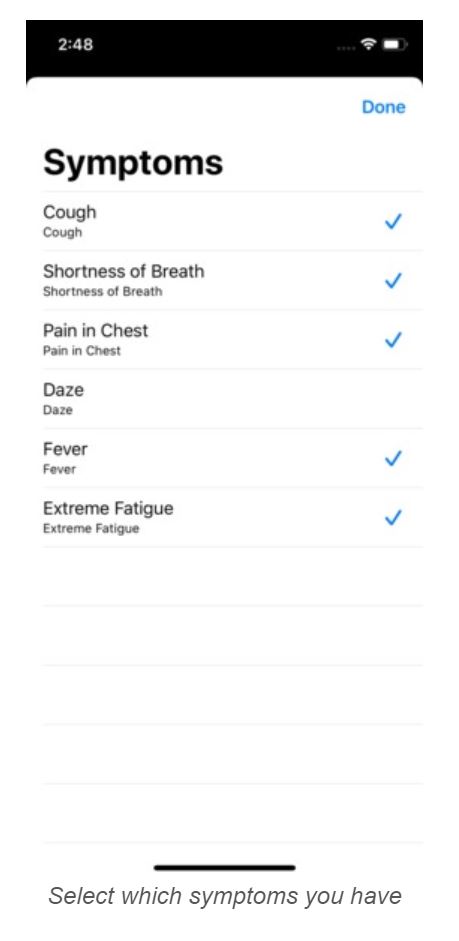 2:48
Done
Symptoms
Cough
Cough
Shortness of Breath
Shortness of Breath
Pain in Chest
Pain in Chest
Daze
Daze
Fever
Fever
Extreme Fatigue
Extreme Fatigue
Select which symptoms you have